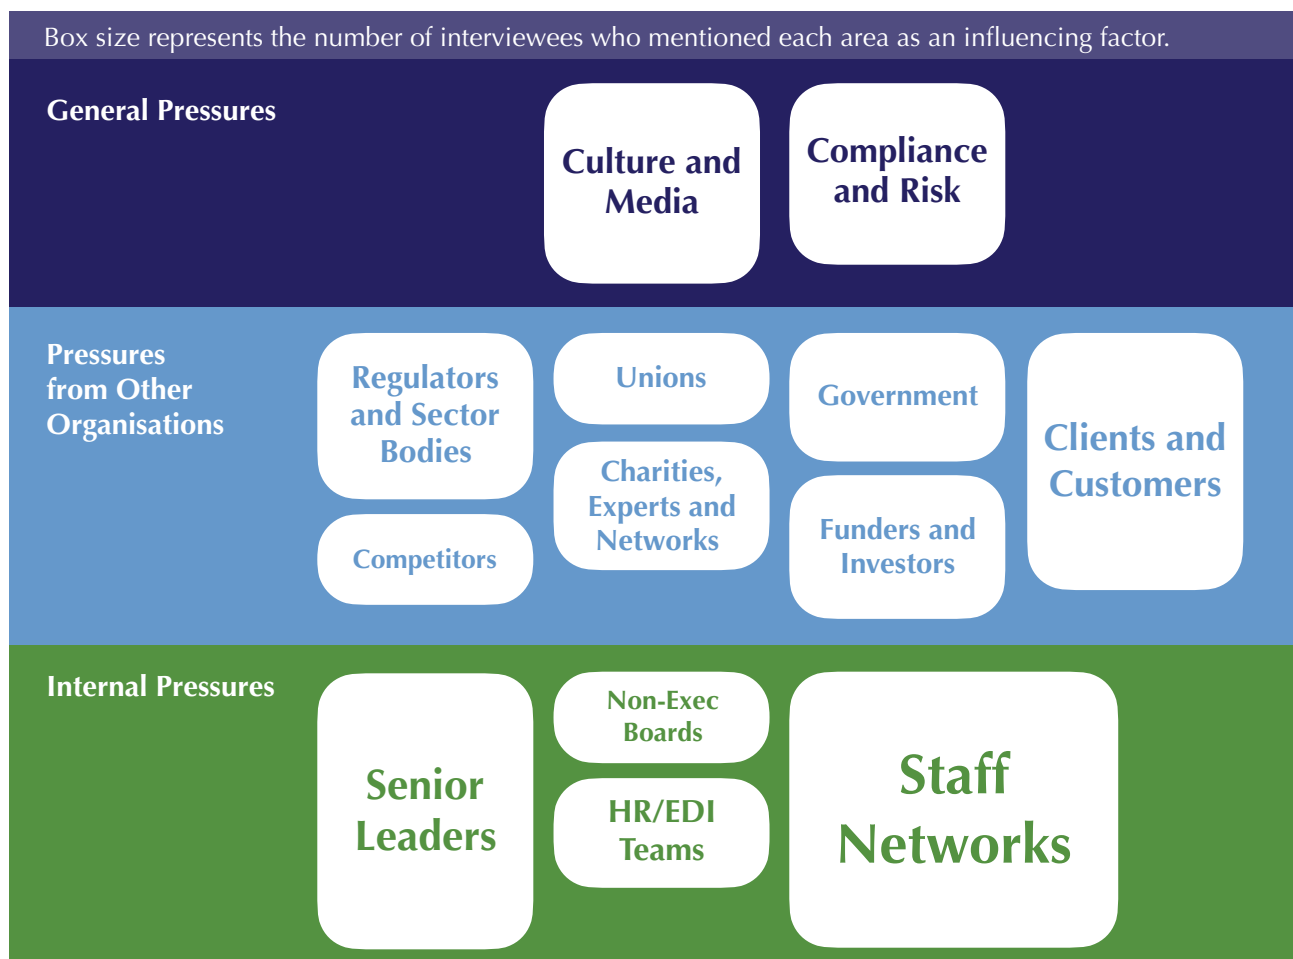 Box size represents the number of interviewees who mentioned each area as an influencing factor.
General Pressures
Culture and
Media
Compliance
and Risk
Pressures
from Other
Organisations
Regulators
and Sector
Bodies
Competitors
Unions
Charities,
Experts and
Networks
Government
Funders and
Investors
Clients and
Customers
Internal Pressures
Senior
Leaders
Non-Exec
Boards
HR/EDI
Teams
Staff
Networks